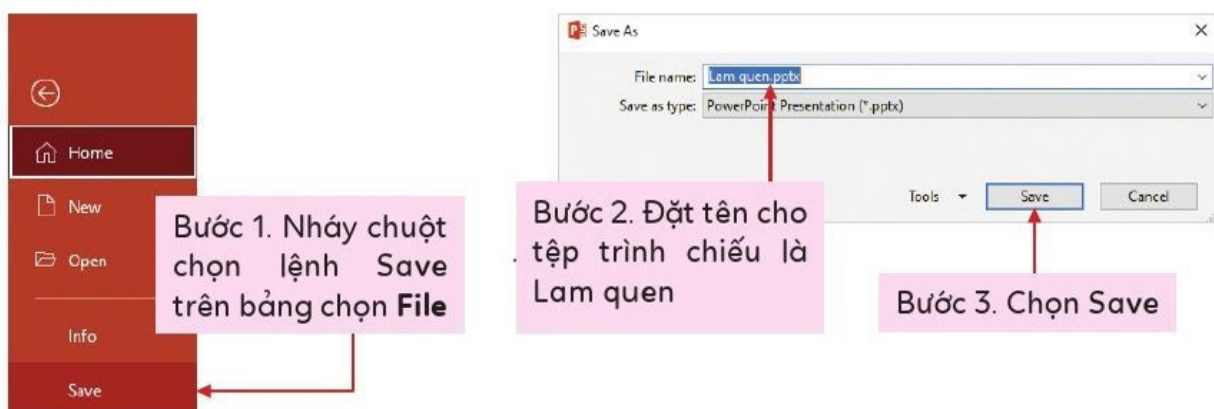 Home
New
Open
Info
Save
Bước 1. Nháy chuột
chọn lệnh Save
trên bảng chọn File
Save As
File name: Lam quen.pptx
Save as type: PowerPoint Presentation (*.pptx)
Tools
Save
Cancel
Bước 2. Đặt tên cho
tệp trình chiếu là
Lam quen
Bước 3. Chọn Save